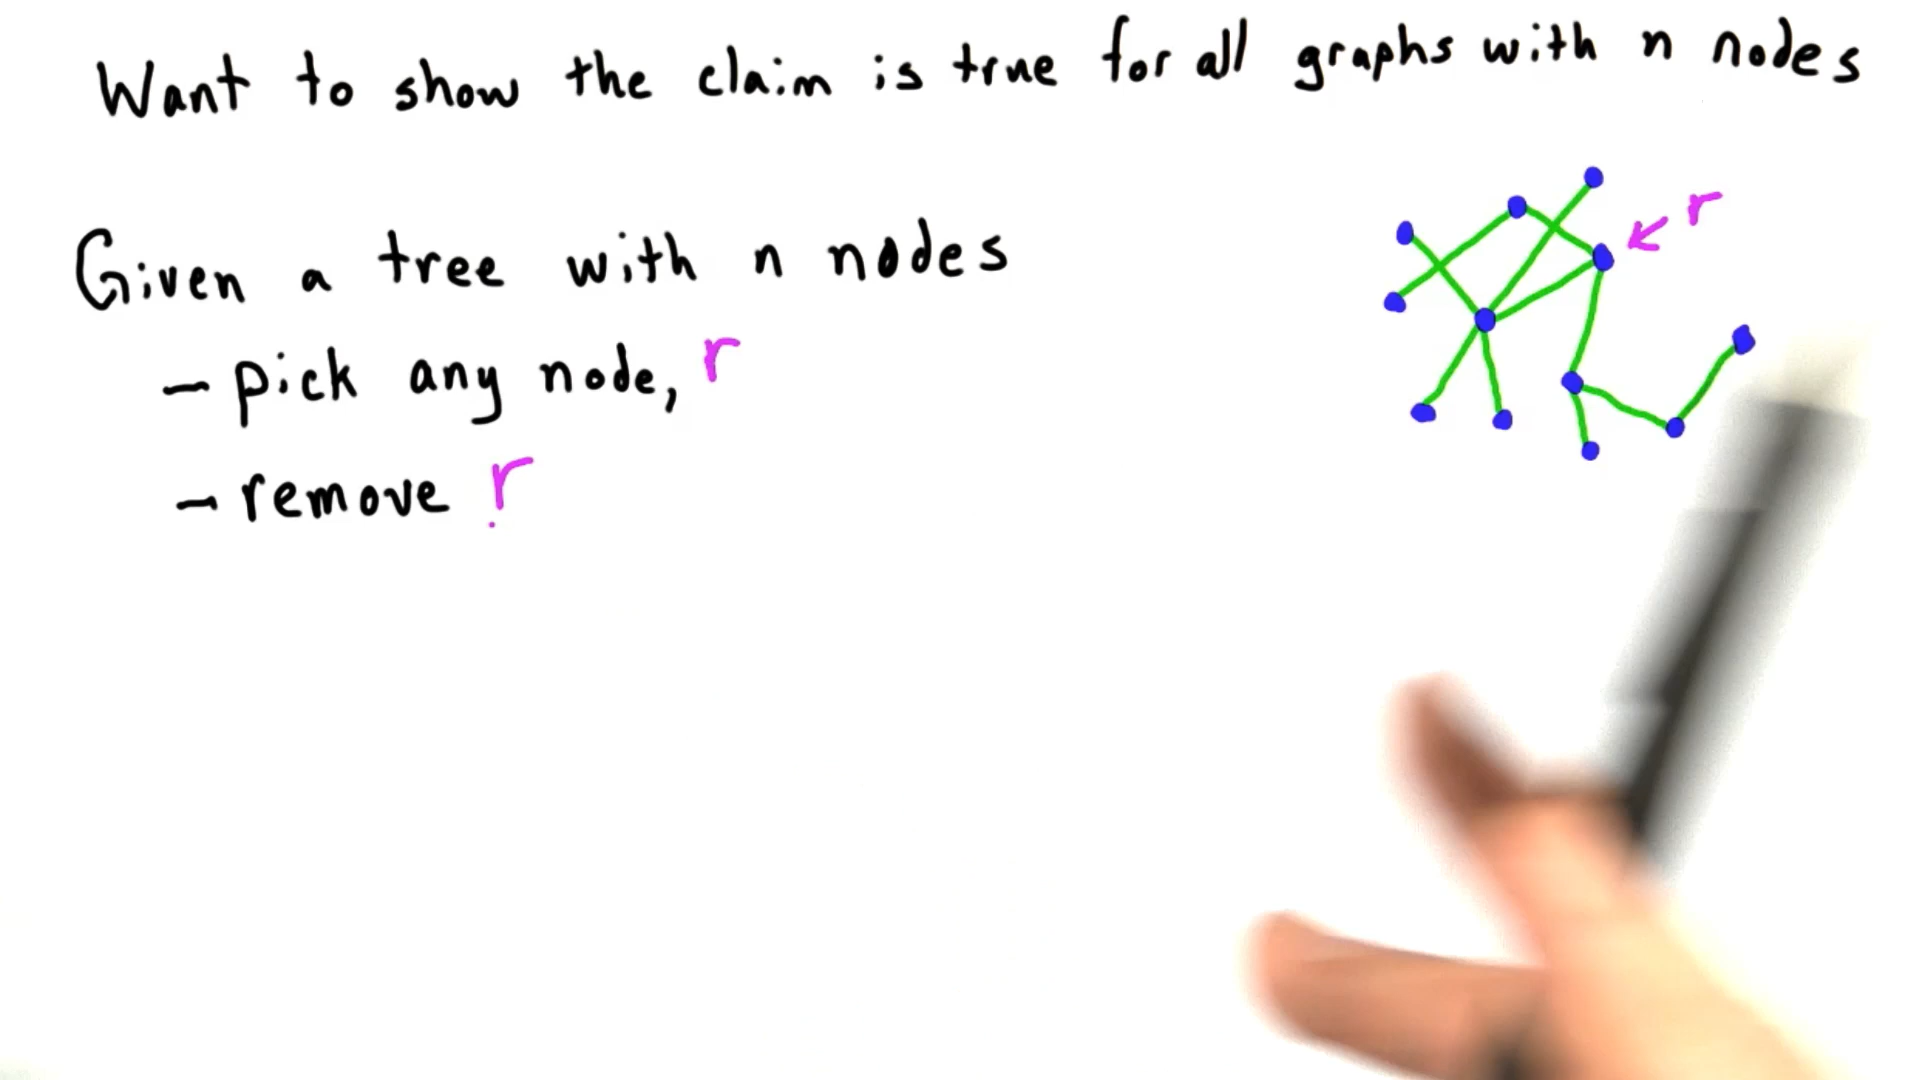 Want to show the claim is true for all graphs with n nodes
Given a tree with n nodes
r
- pick any node, r
- remove r